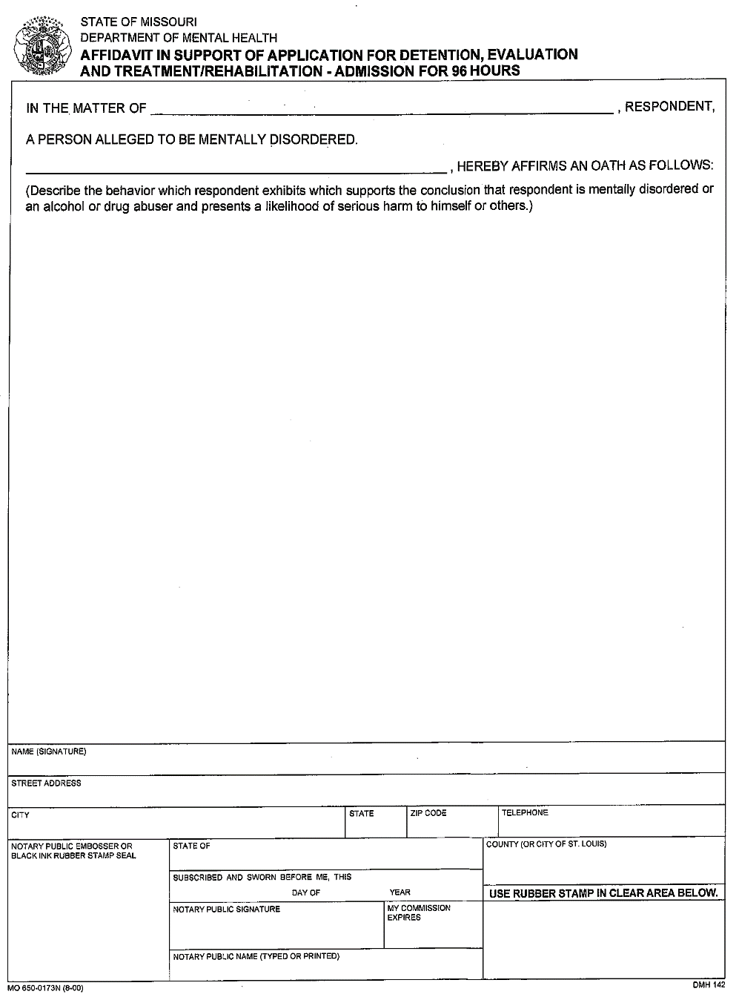 STATE OF MISSOURI
DEPARTMENT OF MENTAL HEALTH
AFFIDAVIT IN SUPPORT OF APPLICATION FOR DETENTION, EVALUATION
AND TREATMENT/REHABILITATION - ADMISSION FOR 96 HOURS
IN THE MATTER OF , RESPONDENT,
A PERSON ALLEGED TO BE MENTALLY DISORDERED.
, HEREBY AFFIRMS AN OATH AS FOLLOWS:
(Describe the behavior which respondent exhibits which supports the conclusion that respondent is mentally disordered or
an alcohol or drug abuser and presents a likelihood of serious harm to himself or others.)
NAME (SIGNATURE)
STREET ADDRESS
CITY STATE ZIP CODE TELEPHONE
NOTARY PUBLIC EMBOSSER OR
BLACK INK RUBBER STAMP SEAL
STATE OF
COUNTY (OR CITY OF ST. LOUIS)
SUBSCRIBED AND SWORN BEFORE ME, THIS
DAY OF YEAR
USE RUBBER STAMP IN CLEAR AREA BELOW.
NOTARY PUBLIC SIGNATURE
MY COMMISSION
EXPIRES
NOTARY PUBLIC NAME (TYPED OR PRINTED)
MO 650-0173N (8-00)
DMH 142